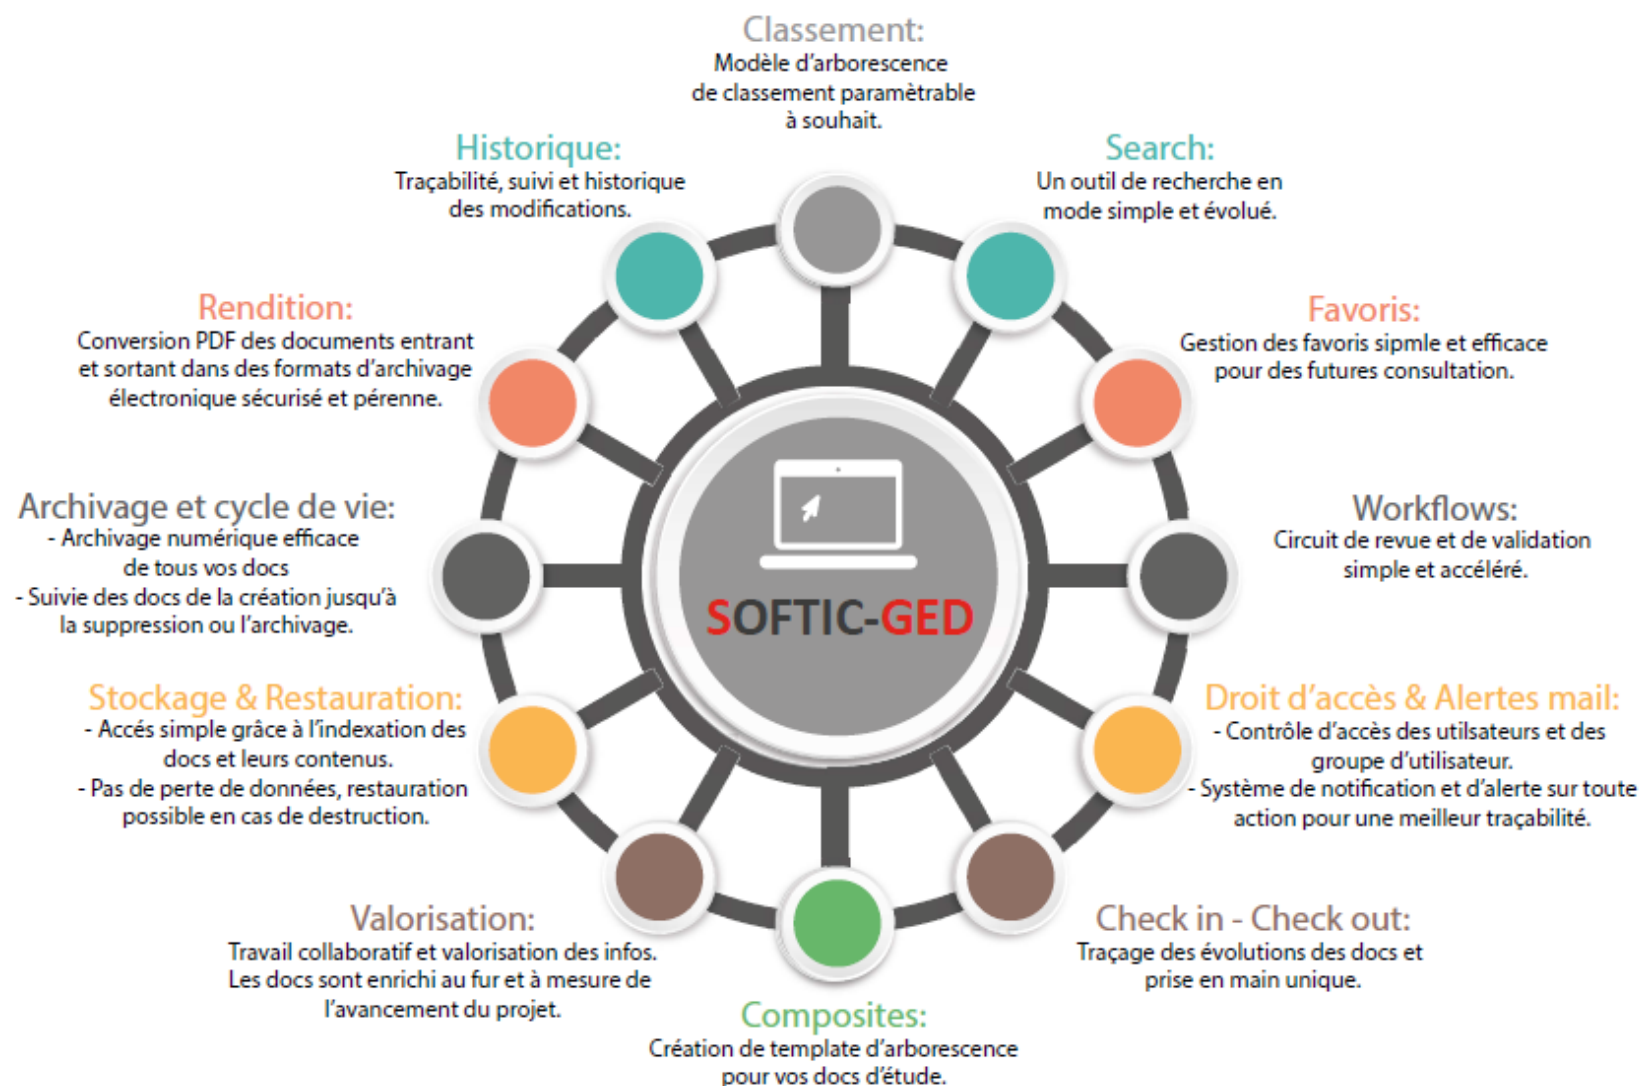 Classement:
Modèle d'arborescence
de classement paramètrable
à souhait.
Search:
Un outil de recherche en
mode simple et évolué.
Favoris:
Gestion des favoris sipmle et efficace
pour des futures consultation.
Workflows:
Circuit de revue et de validation
simple et accéléré.
Droit d'accès & Alertes mail:
- Contrôle d'accès des utilsateurs et des
groupe d'utilisateur.
- Système de notification et d'alerte sur toute
action pour une meilleur traçabilité.
Check in - Check out:
Traçage des évolutions des docs et
prise en main unique.
Composites:
Création de template d'arborescence
pour vos docs d'étude.
Valorisation:
Travail collaboratif et valorisation des infos.
Les docs sont enrichi au fur et à mesure de
l'avancement du projet.
Stockage & Restauration:
- Accés simple grâce à l'indexation des
docs et leurs contenus.
- Pas de perte de données, restauration
possible en cas de destruction.
Archivage et cycle de vie:
- Archivage numérique efficace
de tous vos docs
- Suivie des docs de la création jusqu'à
la suppression ou l'archivage.
Rendition:
Conversion PDF des documents entrant
et sortant dans des formats d'archivage
électronique sécurisé et pérenne.
Historique:
Traçabilité, suivi et historique
des modifications.
SOFTIC-GED